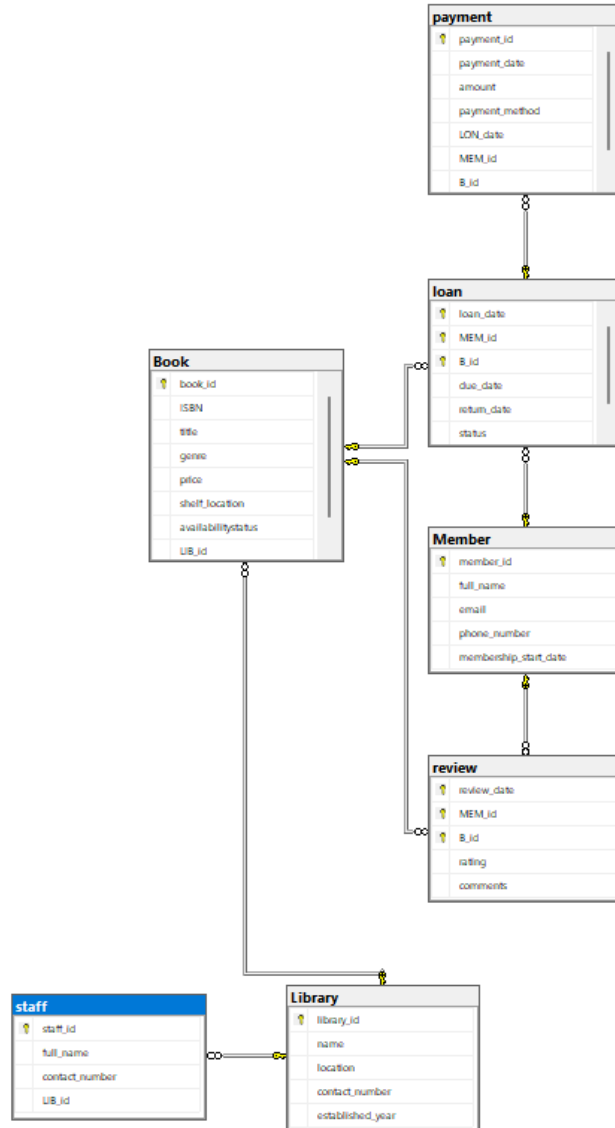 payment
payment_id
payment_date
amount
payment_method
LON_date
MEM_id
B_id
loan
loan_date
MEM_id
B_id
due_date
return_date
status
Book
book_id
ISBN
title
genre
price
shelf_location
availabilitystatus
LIB_id
Member
member_id
full_name
email
phone_number
membership_start_date
review
review_date
MEM_id
B_id
rating
comments
staff
staff_id
full_name
contact_number
LIB_id
Library
library_id
name
location
contact_number
established_year